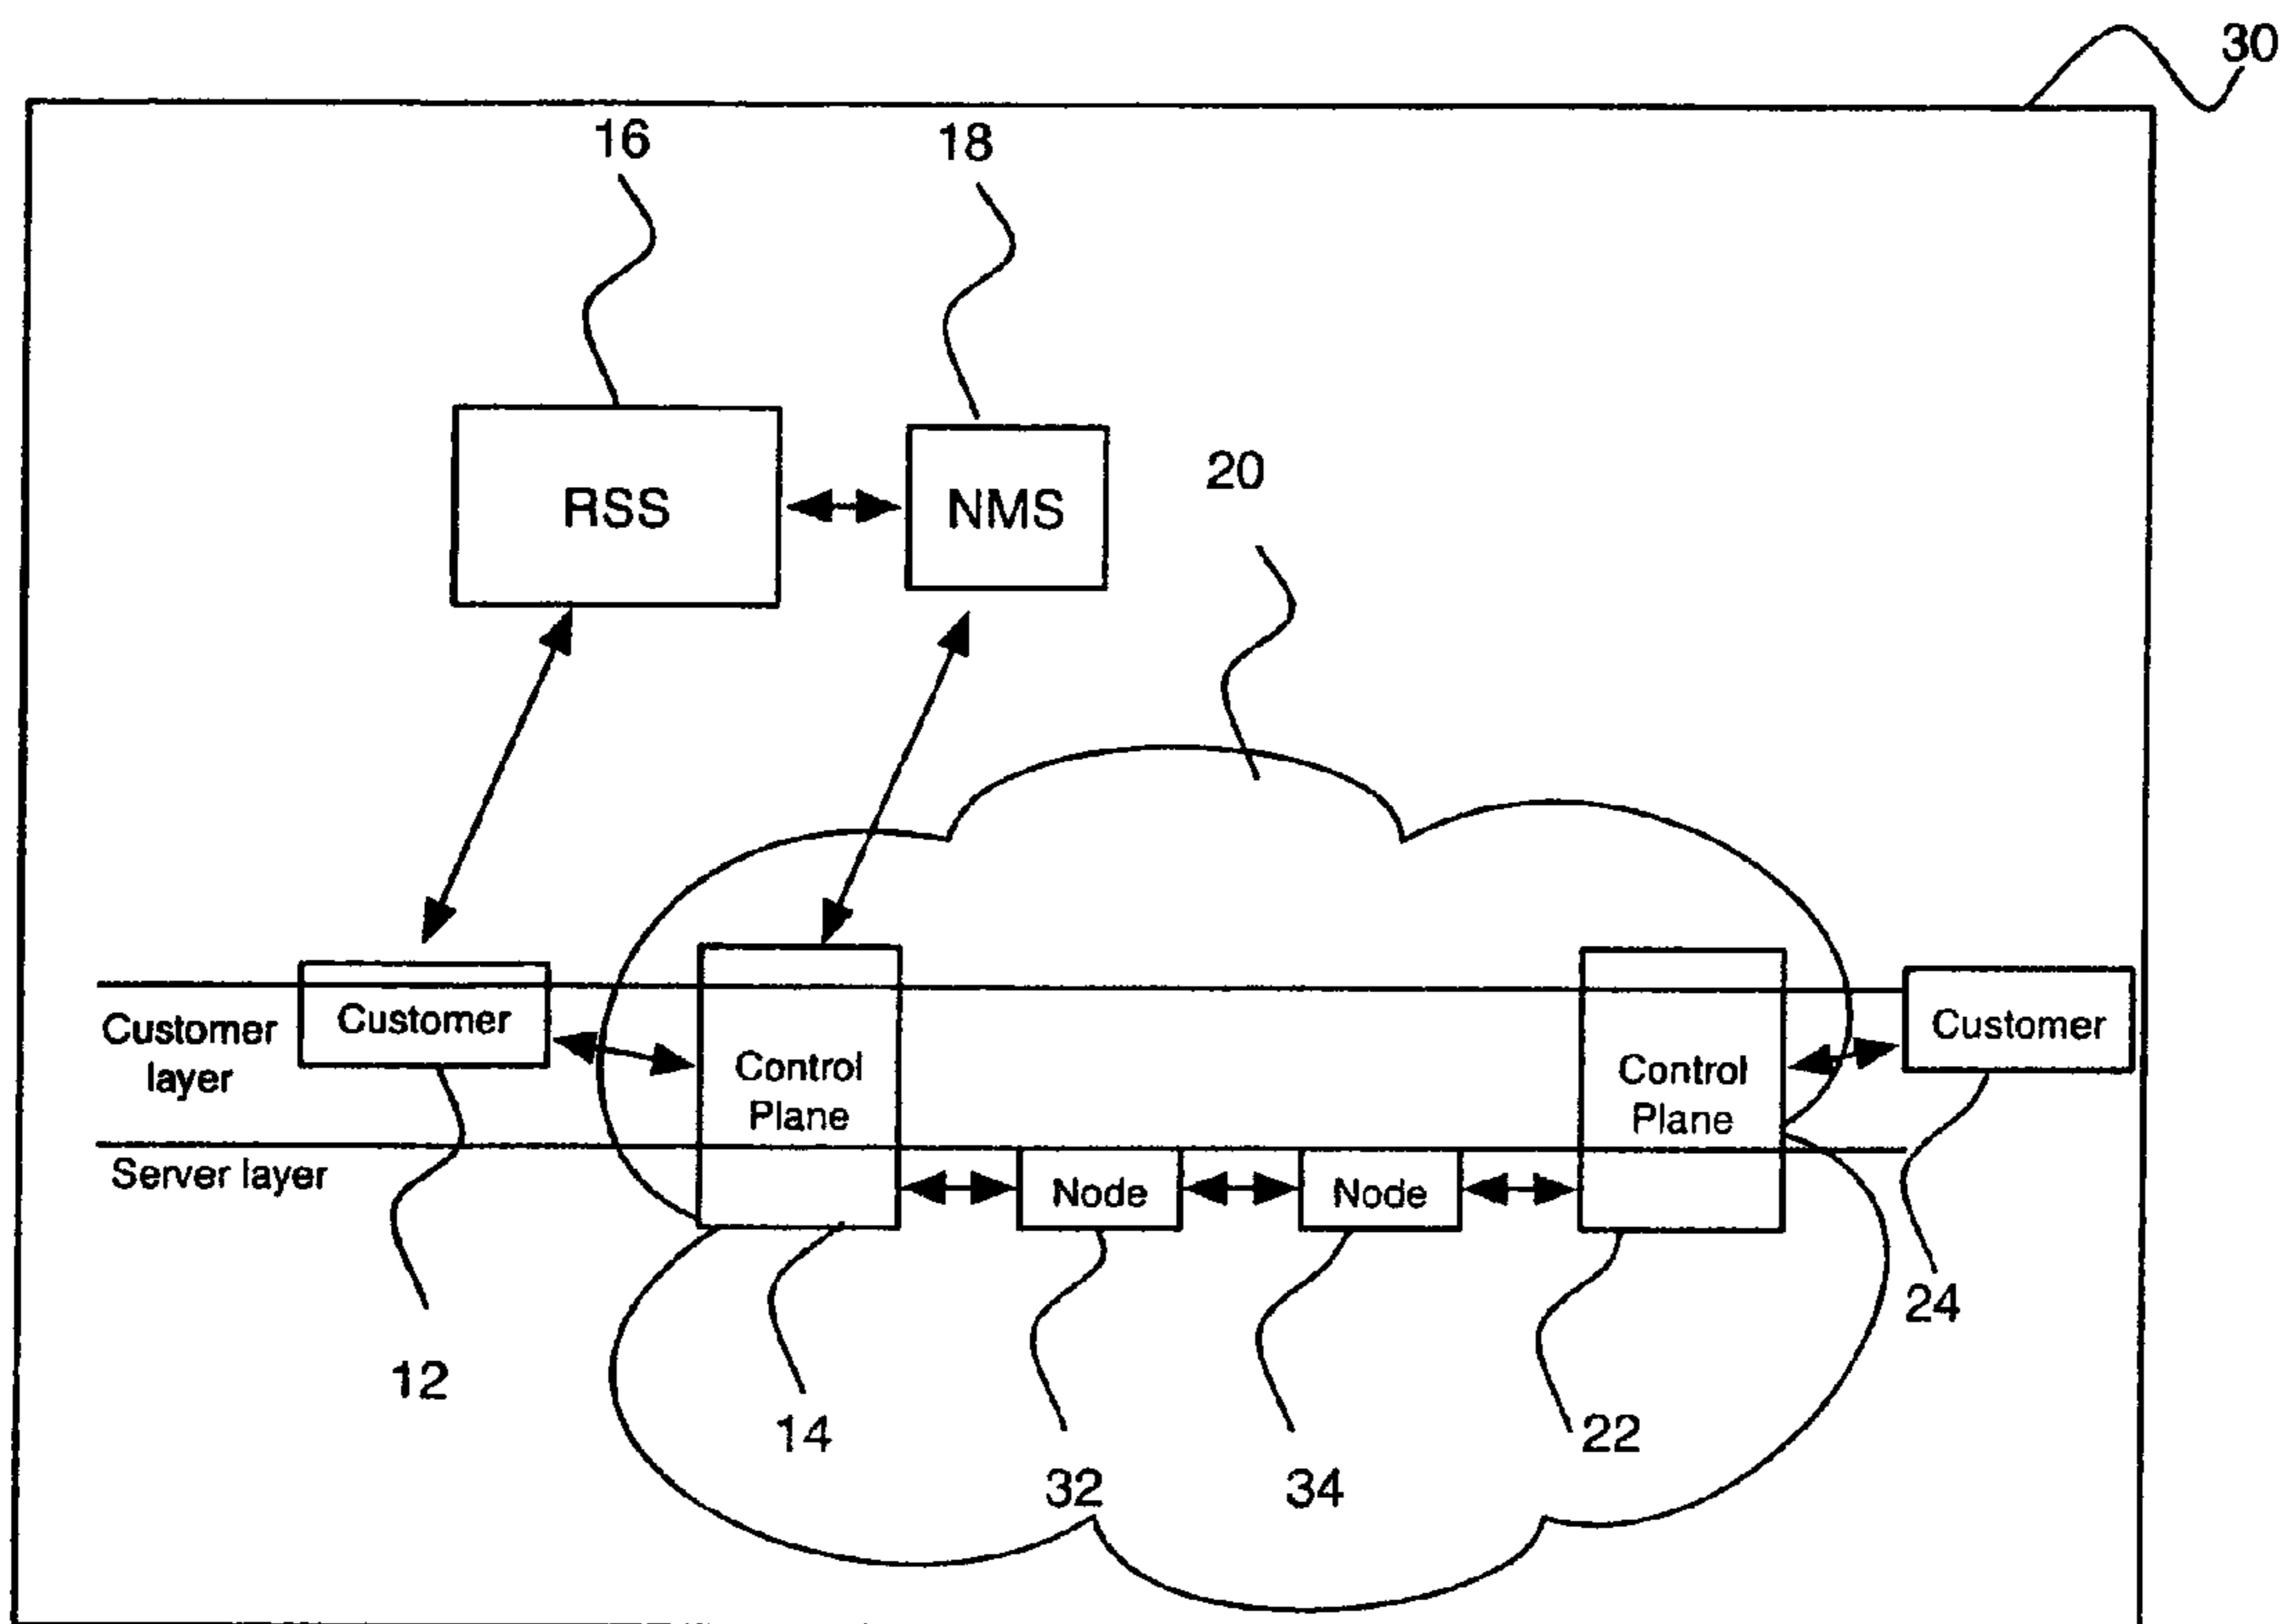 30
16
18
20
RSS
NMS
Customer
layer
Customer
Control
Plane
Control
Plane
Customer
Server layer
Node
Node
12
14
32
34
22
24